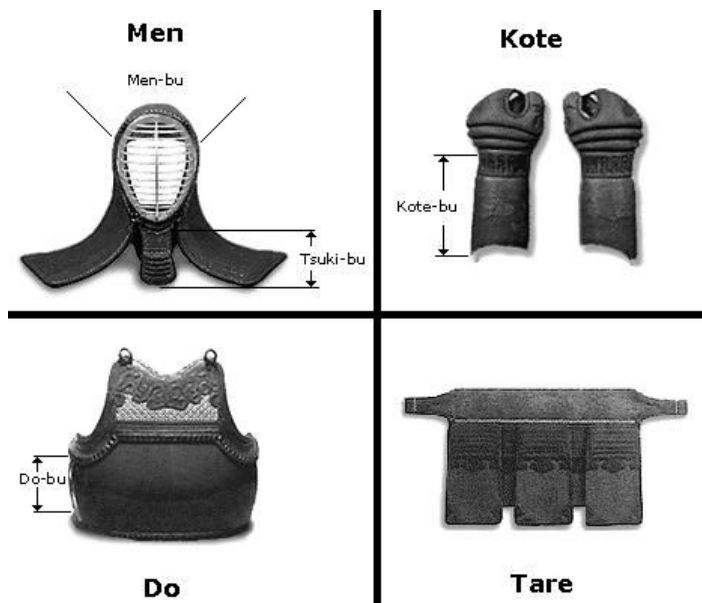 Men
Men-bu
Tsuki-bu
Kote
Kote-bu
Do-bu
Do
Tare